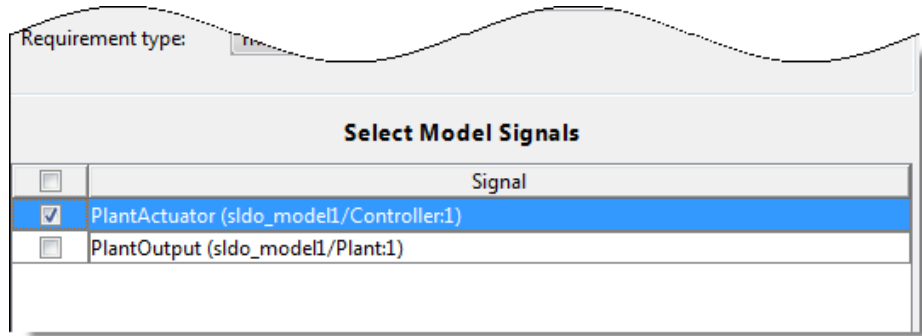 Requirement type:
Select Model Signals
Signal
PlantActuator (sldo_model1/Controller:1)
PlantOutput (sldo_model1/Plant:1)